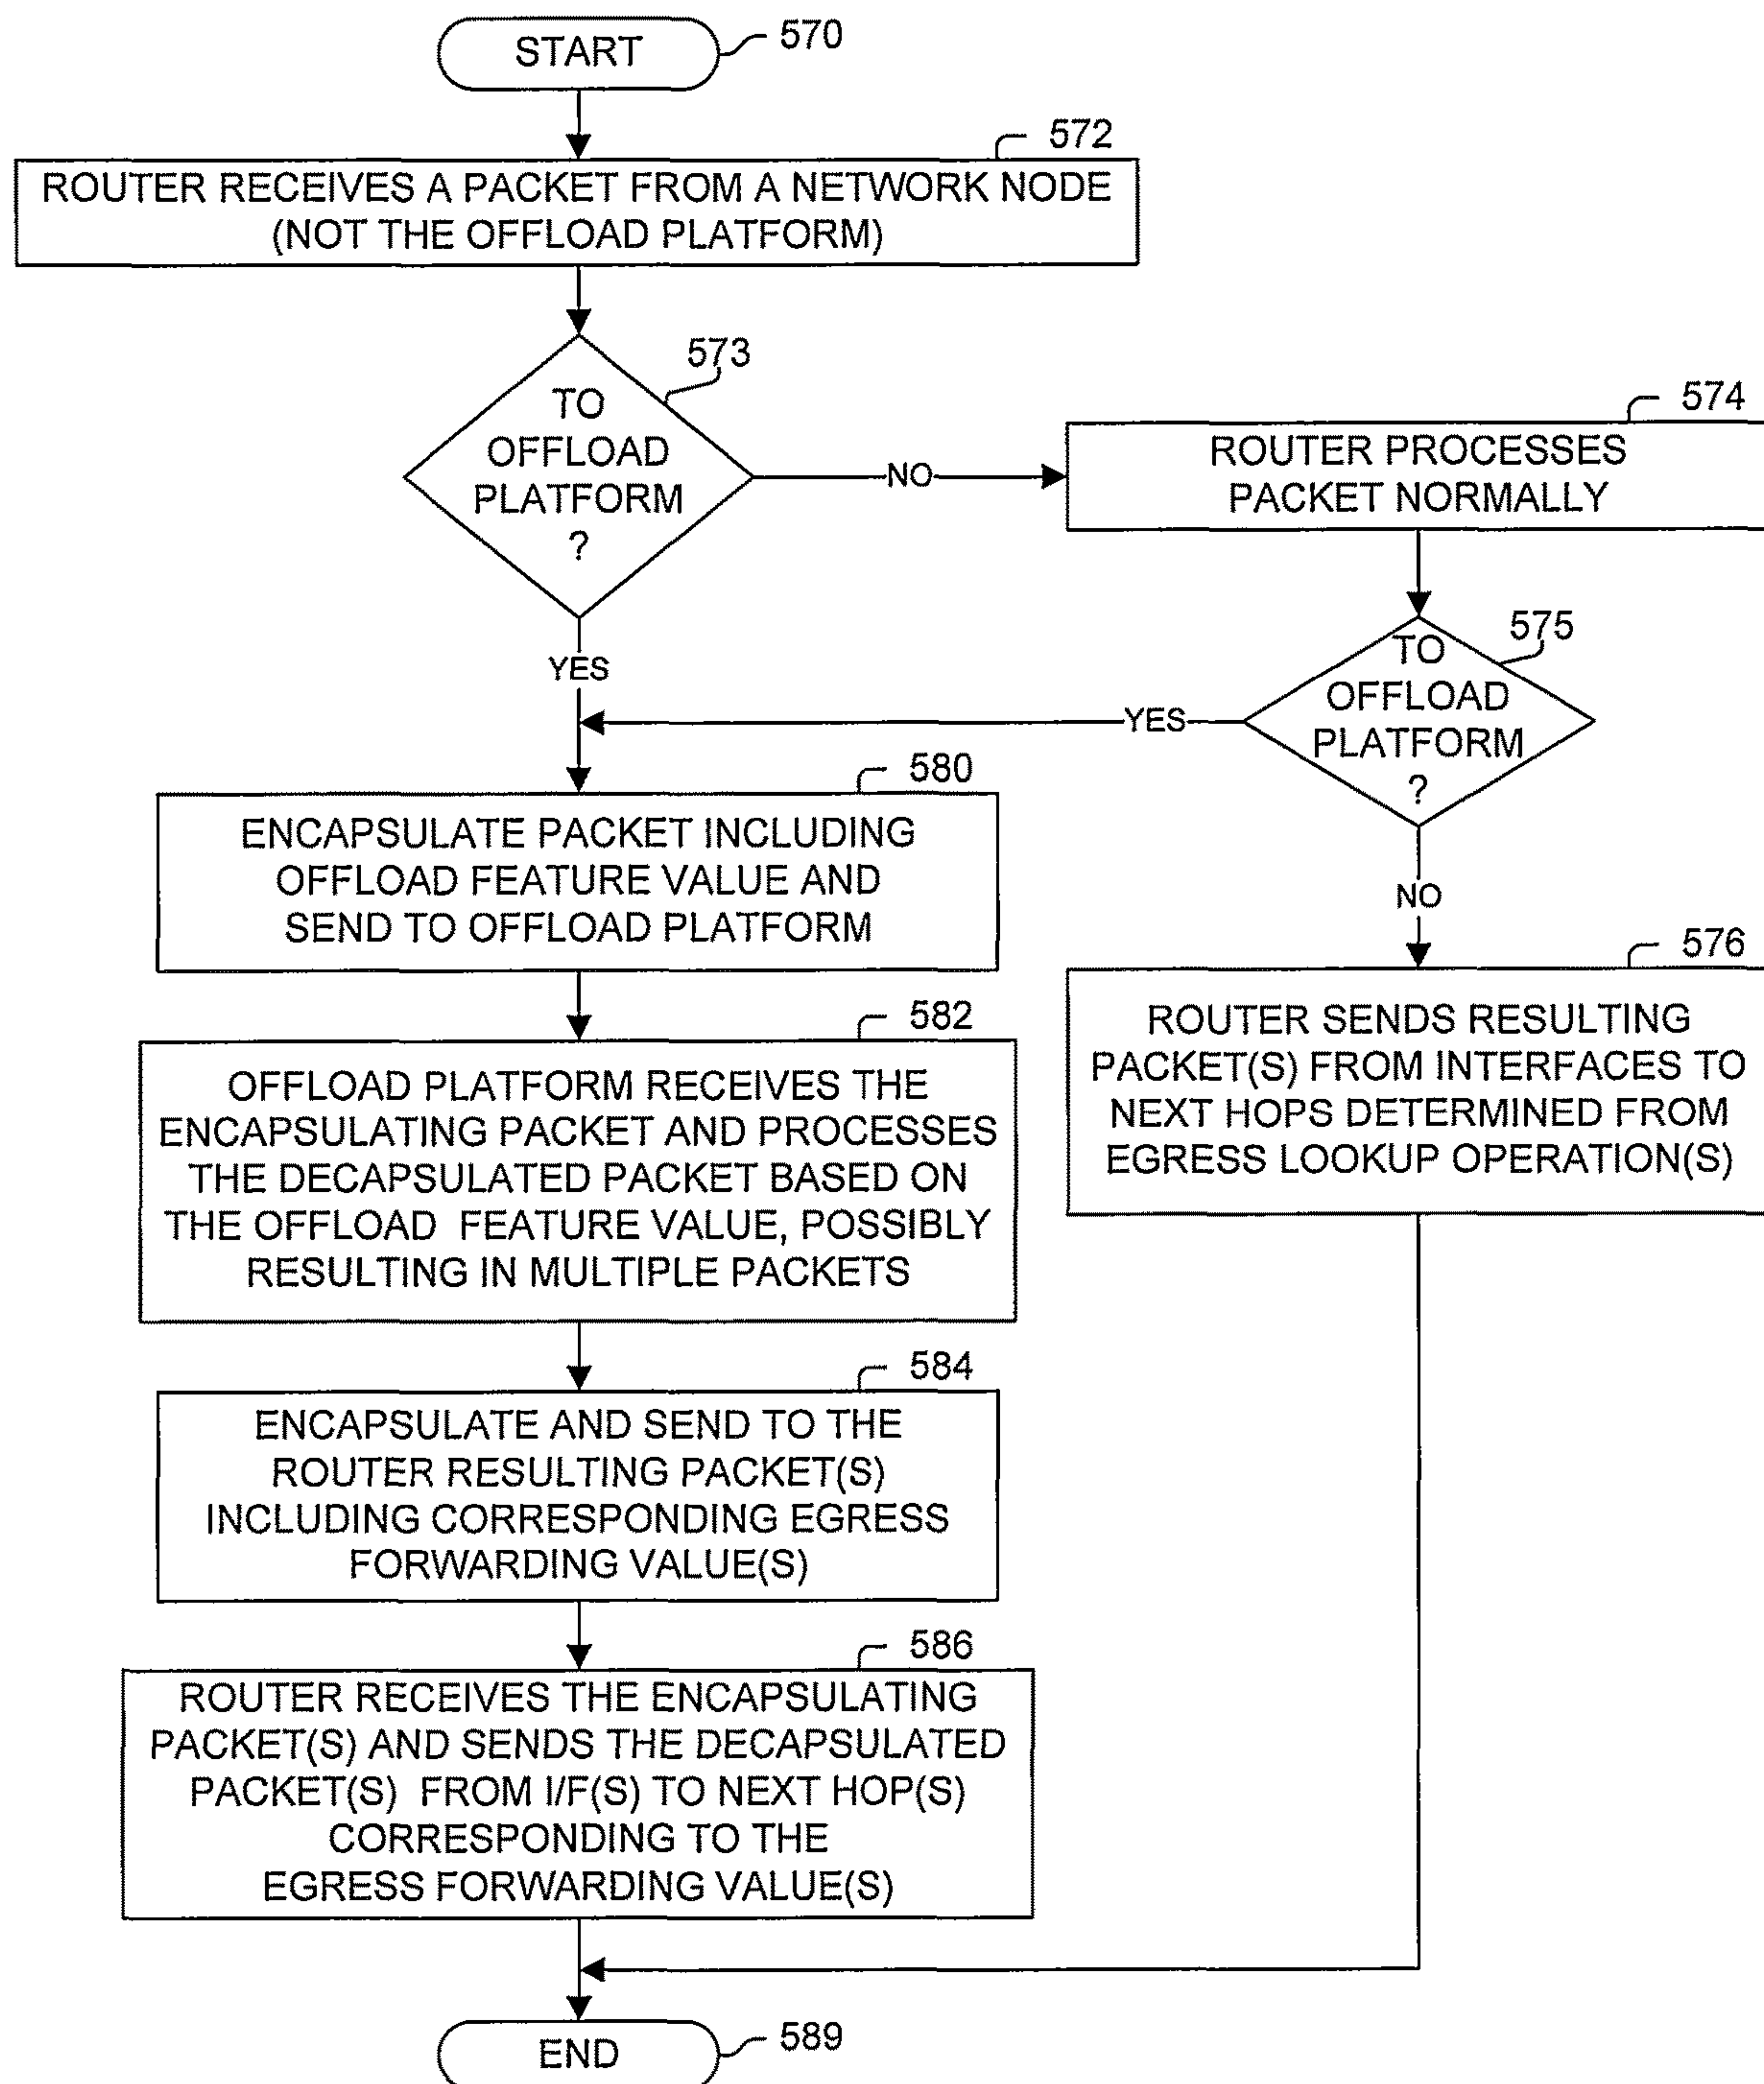 START
570
572
ROUTER RECEIVES A PACKET FROM A NETWORK NODE
(NOT THE OFFLOAD PLATFORM)
573
TO
OFFLOAD
PLATFORM
?
NO
574
ROUTER PROCESSES
PACKET NORMALLY
575
TO
OFFLOAD
PLATFORM
?
YES
YES
NO
580
ENCAPSULATE PACKET INCLUDING
OFFLOAD FEATURE VALUE AND
SEND TO OFFLOAD PLATFORM
576
ROUTER SENDS RESULTING
PACKET(S) FROM INTERFACES TO
NEXT HOPS DETERMINED FROM
EGRESS LOOKUP OPERATION(S)
582
OFFLOAD PLATFORM RECEIVES THE
ENCAPSULATING PACKET AND PROCESSES
THE DECAPSULATED PACKET BASED ON
THE OFFLOAD FEATURE VALUE, POSSIBLY
RESULTING IN MULTIPLE PACKETS
584
ENCAPSULATE AND SEND TO THE
ROUTER RESULTING PACKET(S)
INCLUDING CORRESPONDING EGRESS
FORWARDING VALUE(S)
586
ROUTER RECEIVES THE ENCAPSULATING
PACKET(S) AND SENDS THE DECAPSULATED
PACKET(S) FROM I/F(S) TO NEXT HOP(S)
CORRESPONDING TO THE
EGRESS FORWARDING VALUE(S)
END
589